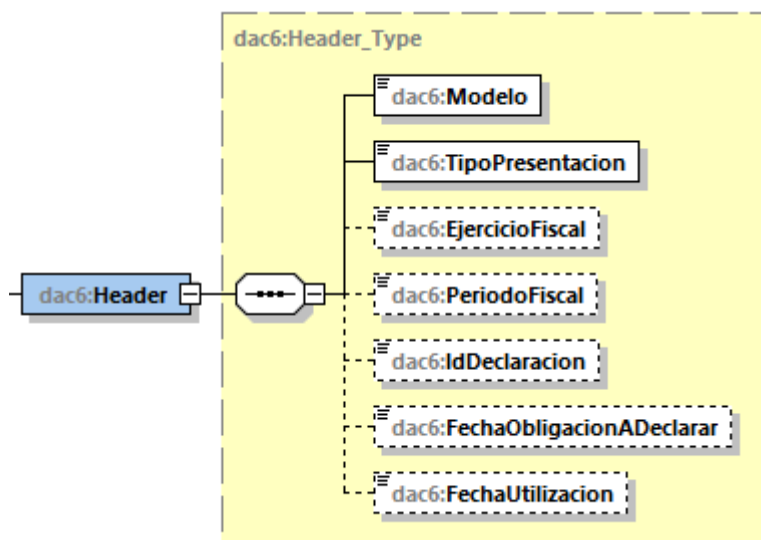 dac6:Header_Type
dac6:Modelo
dac6:TipoPresentacion
dac6:EjercicioFiscal
dac6:Header
dac6:PeriodoFiscal
dac6:IdDeclaracion
dac6:FechaObligacionADeclarar
dac6:FechaUtilizacion